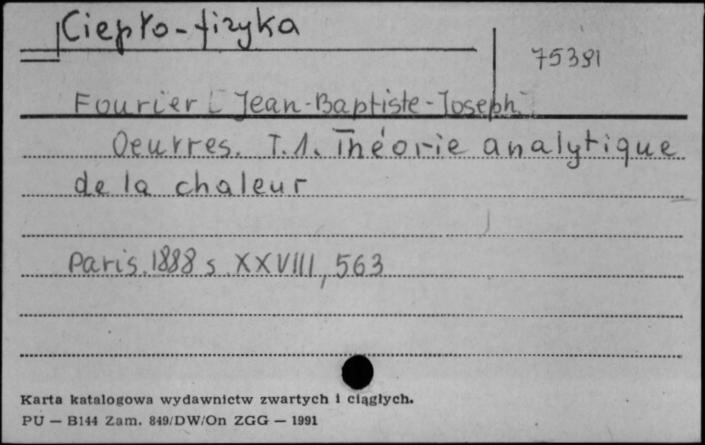 Ciepło-fizyka
75381
Fourier [Jean-Baptiste-Joseph]
Oeuvres. T.1. Théorie analytique
de la chaleur
Paris. 1888 s. XXVIII, 563
Karta katalogowa wydawnictw zwartych i ciągłych.
PU — B144 Zam. 849/DW/On ZGG — 1991